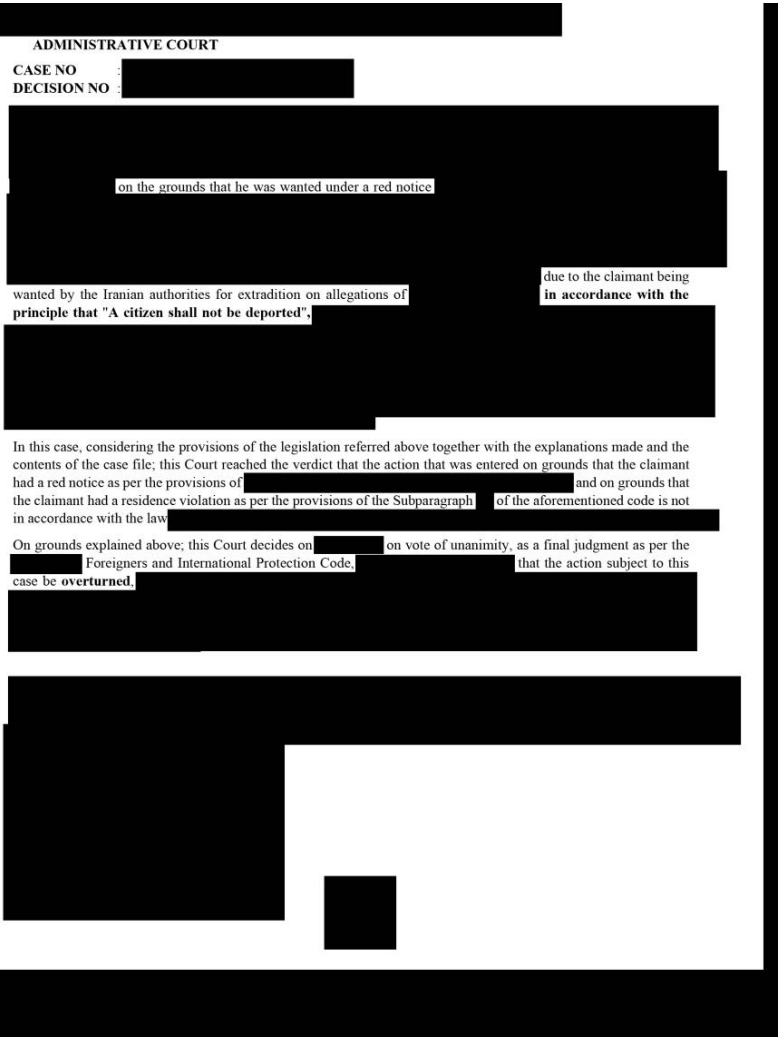 ADMINISTRATIVE COURT
CASE NO :
DECISION NO :
on the grounds that he was wanted under a red notice
due to the claimant being
wanted by the Iranian authorities for extradition on allegations of in accordance with the
principle that "A citizen shall not be deported",
In this case, considering the provisions of the legislation referred above together with the explanations made and the
contents of the case file; this Court reached the verdict that the action that was entered on grounds that the claimant
had a red notice as per the provisions of and on grounds that
the claimant had a residence violation as per the provisions of the Subparagraph of the aforementioned code is not
in accordance with the law
On grounds explained above; this Court decides on on vote of unanimity, as a final judgment as per the
Foreigners and International Protection Code, that the action subject to this
case be overturned,